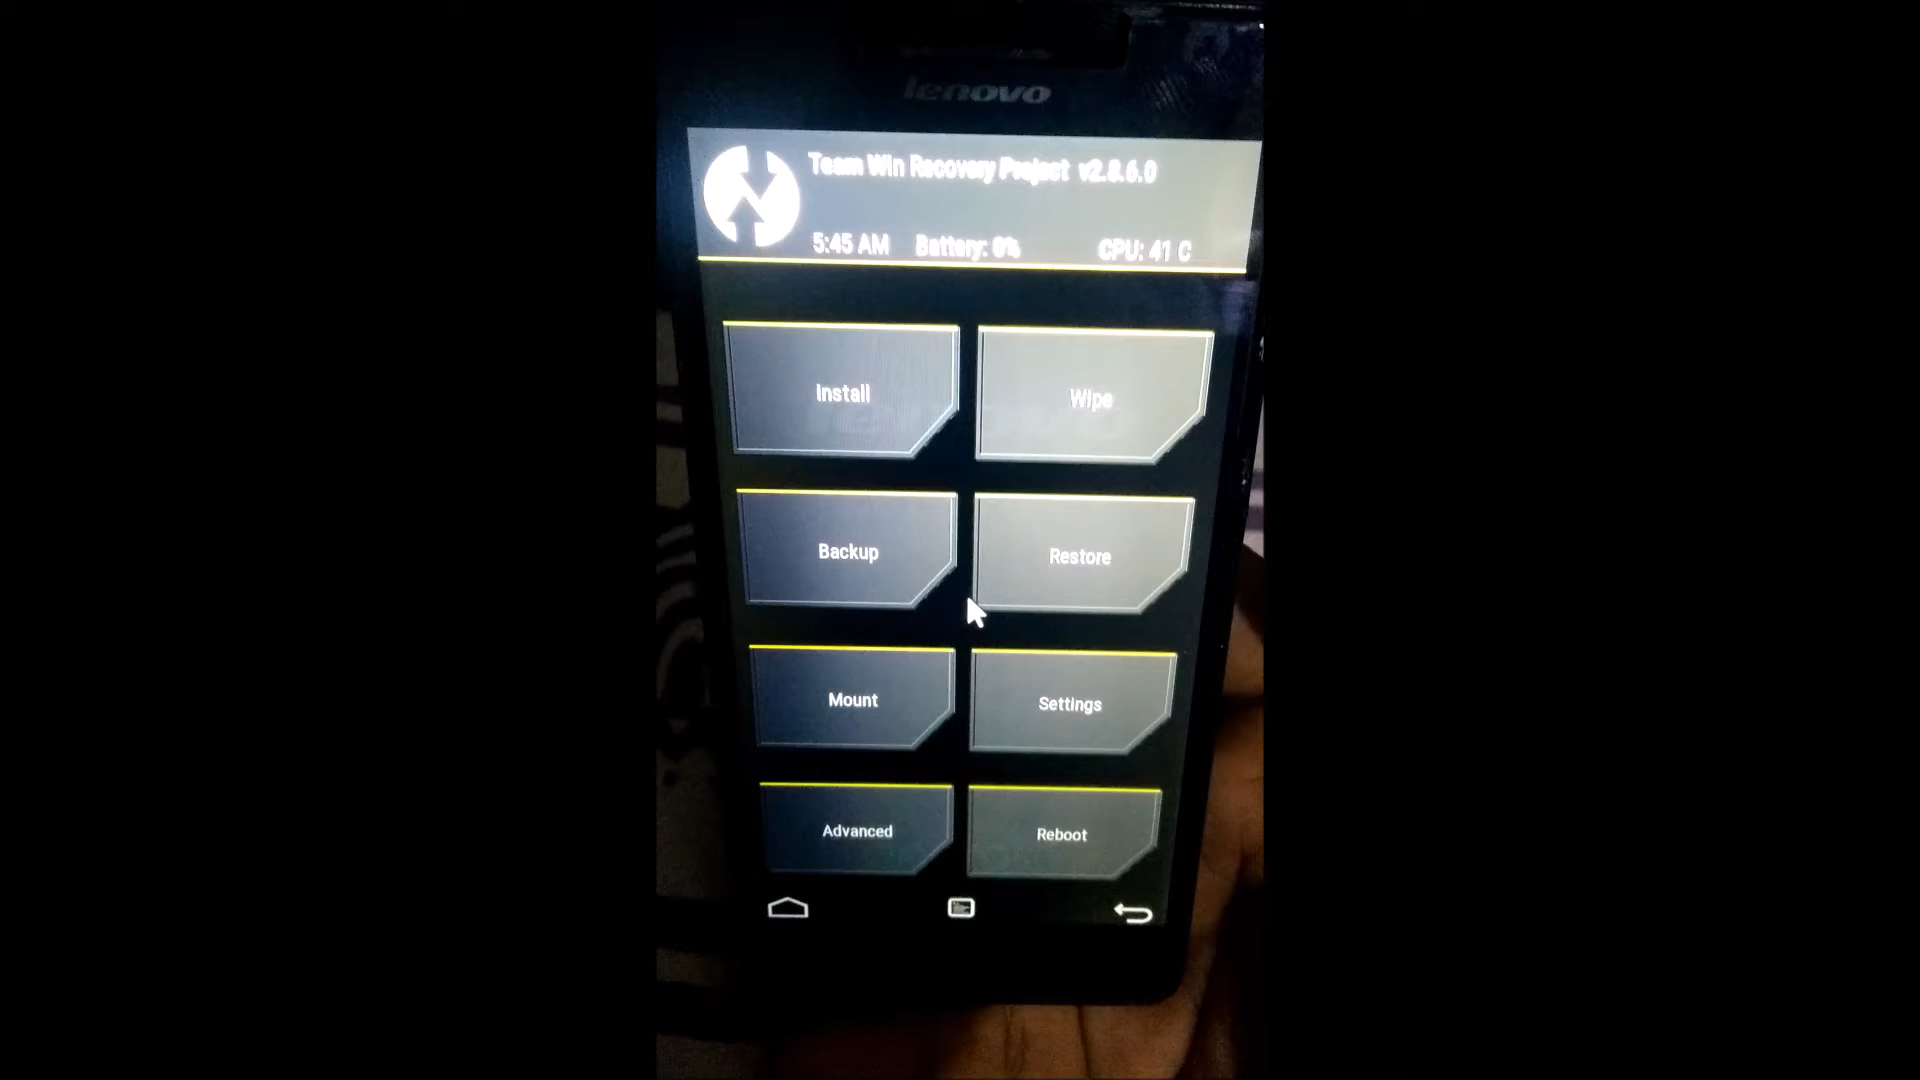 lenovo
Team Win Recovery Project v2.8.6.0
5:45 AM Battery: 0% CPU: 41 C
Install Wipe
Backup Restore
Mount Settings
Advanced Reboot